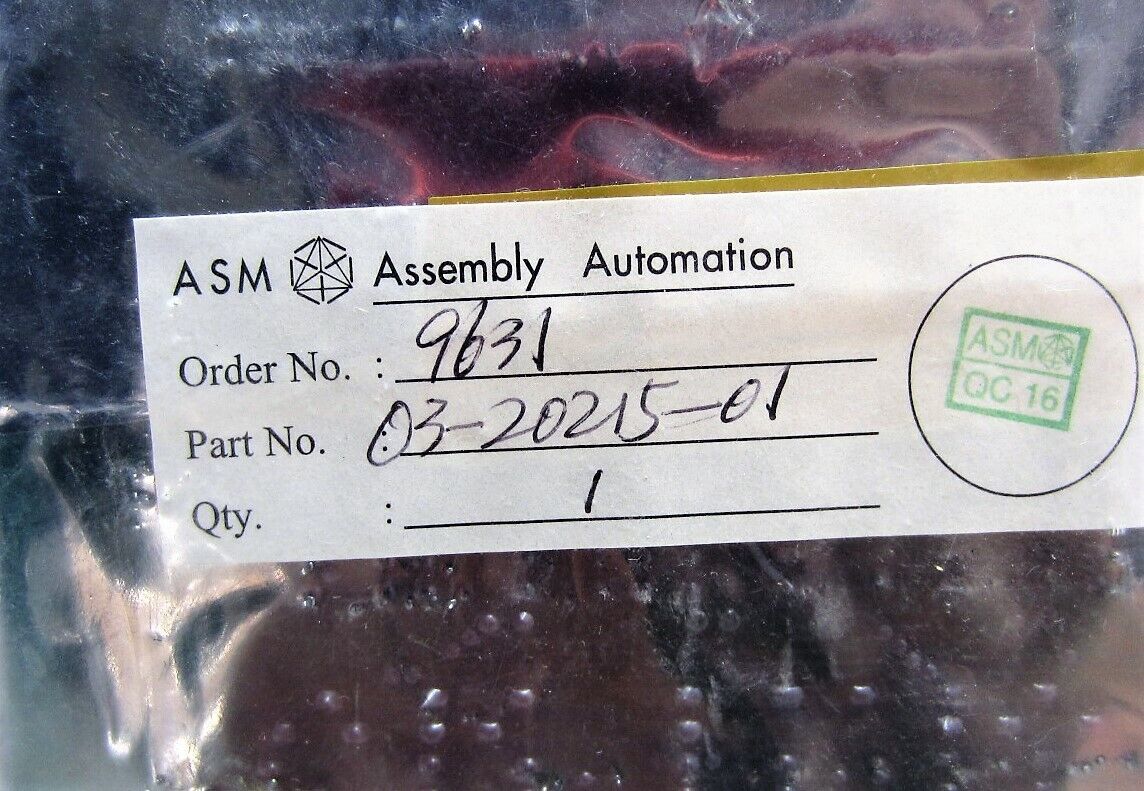 ASM Assembly Automation
Order No. : 9631
Part No. : 03-20215-01
Qty. : 1
ASM
QC 16